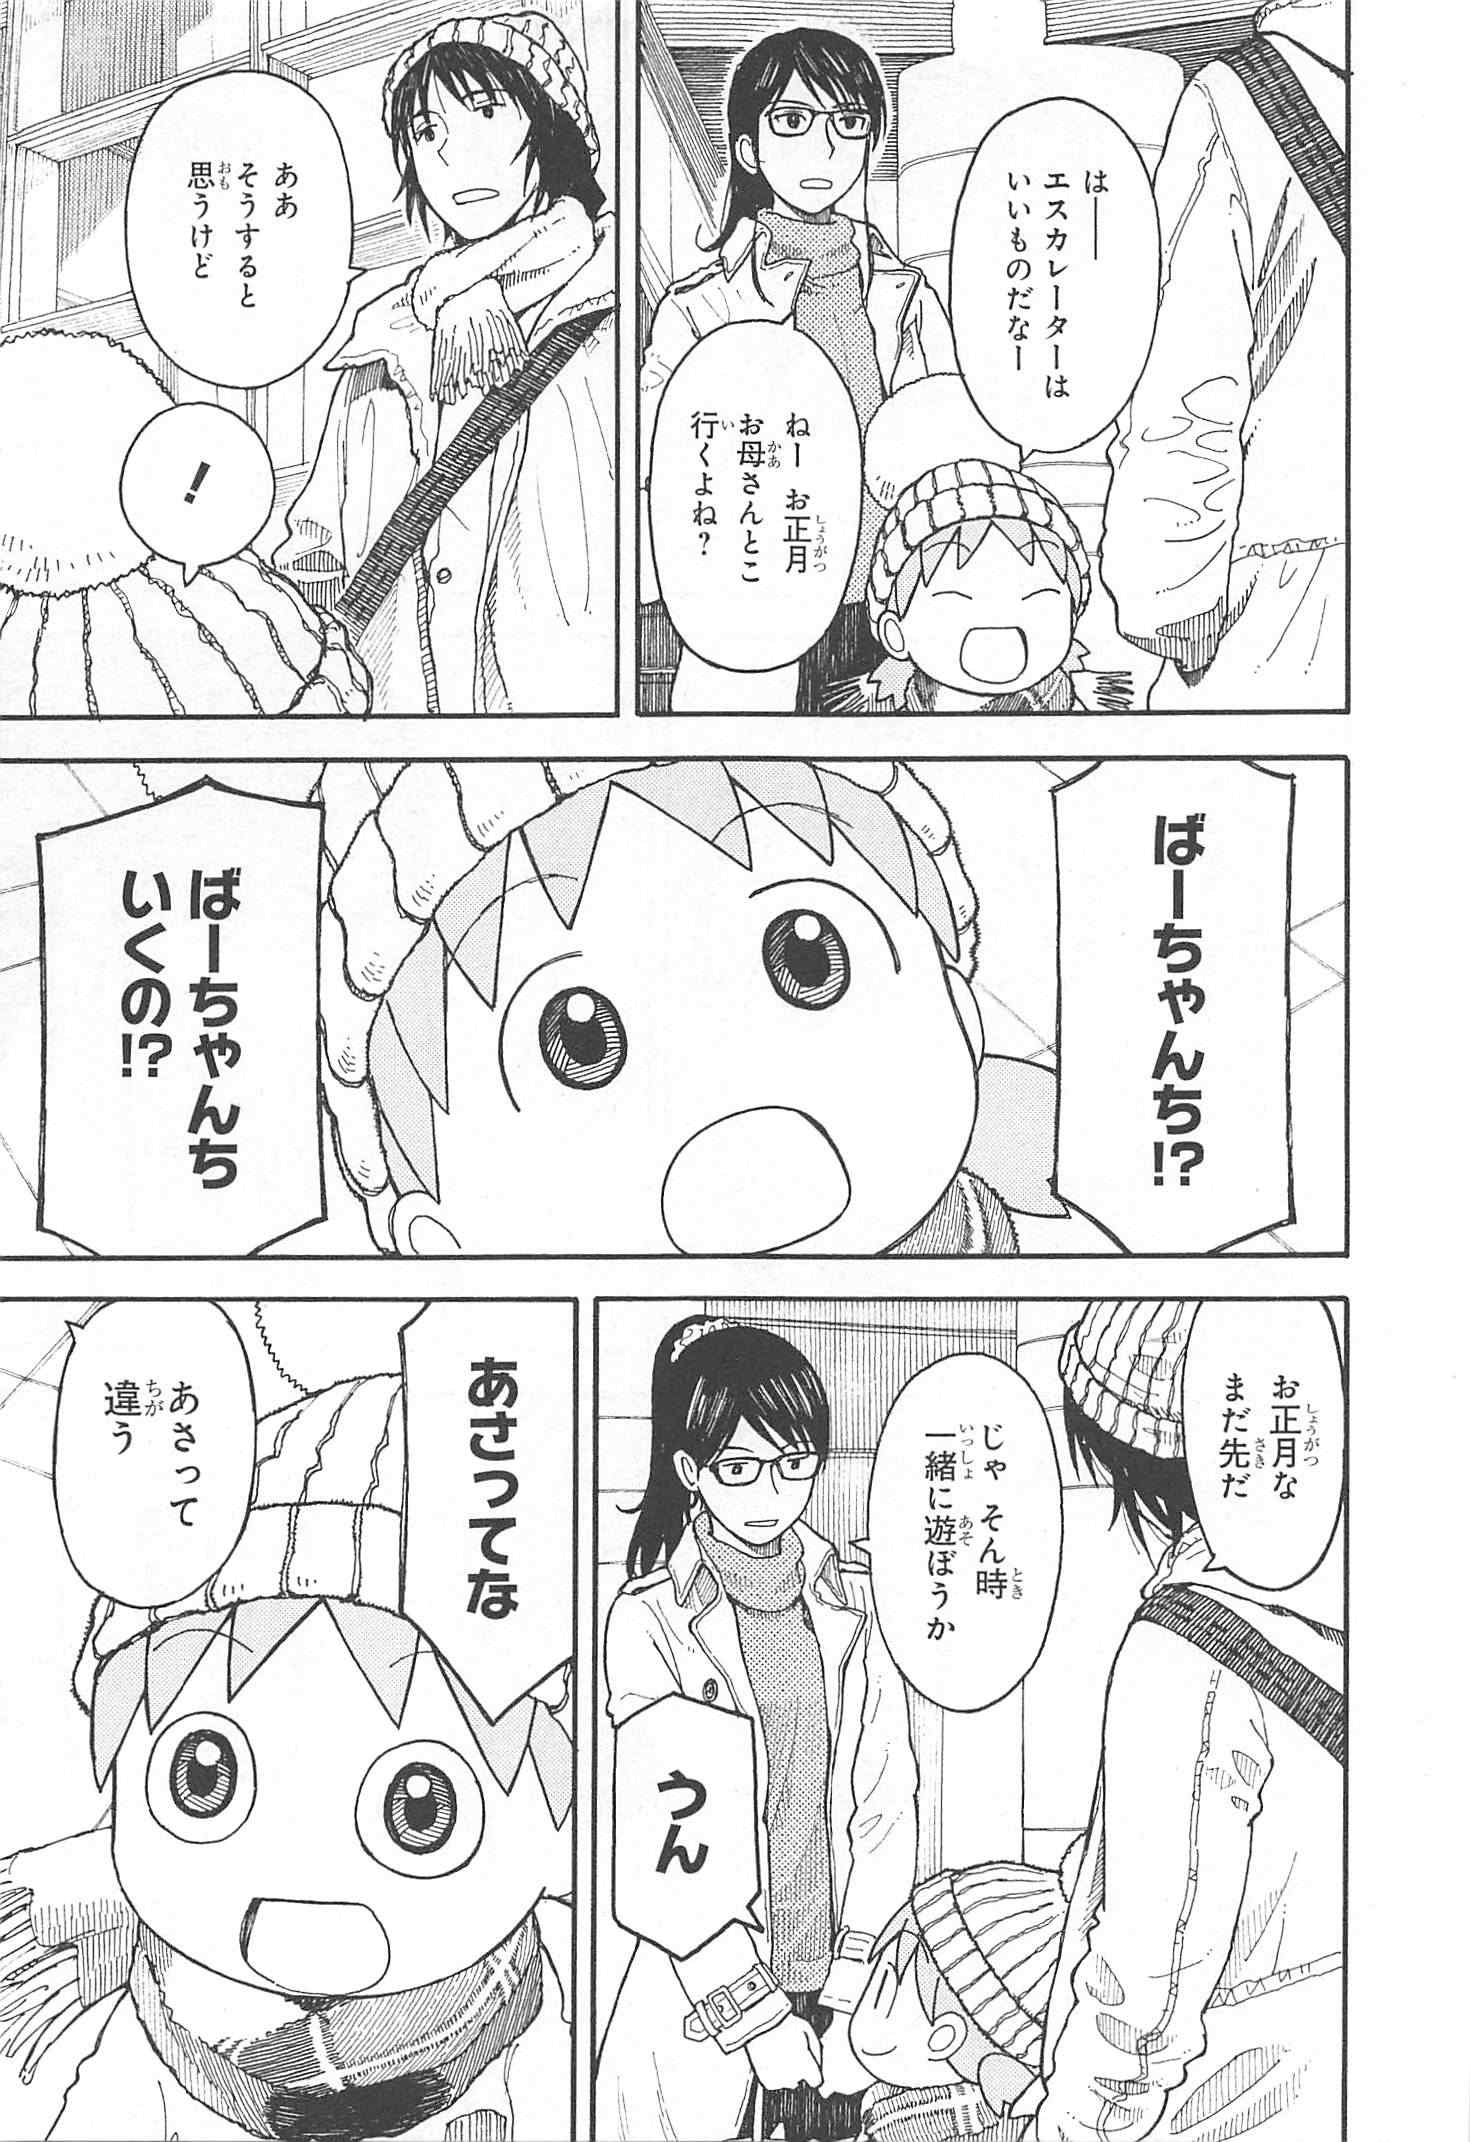 はー
エスカレーターは
いいものだなー
ねー お正月
お母さんとこ
行くよね？
ああ
そうすると
思うけど
！
ばーちゃんち!?
ばーちゃんち
いくの!?
お正月な
まだ先だ
じゃ そん時
一緒に遊ぼうか
うん
あさってな
あさって
違う